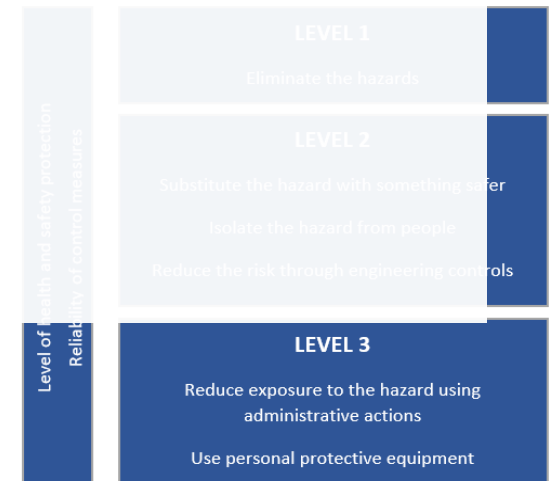 Level of health and safety protection
Reliability of control measures
LEVEL 1
Eliminate the hazards
LEVEL 2
Substitute the hazard with something safer
Isolate the hazard from people
Reduce the risk through engineering controls
LEVEL 3
Reduce exposure to the hazard using
administrative actions
Use personal protective equipment